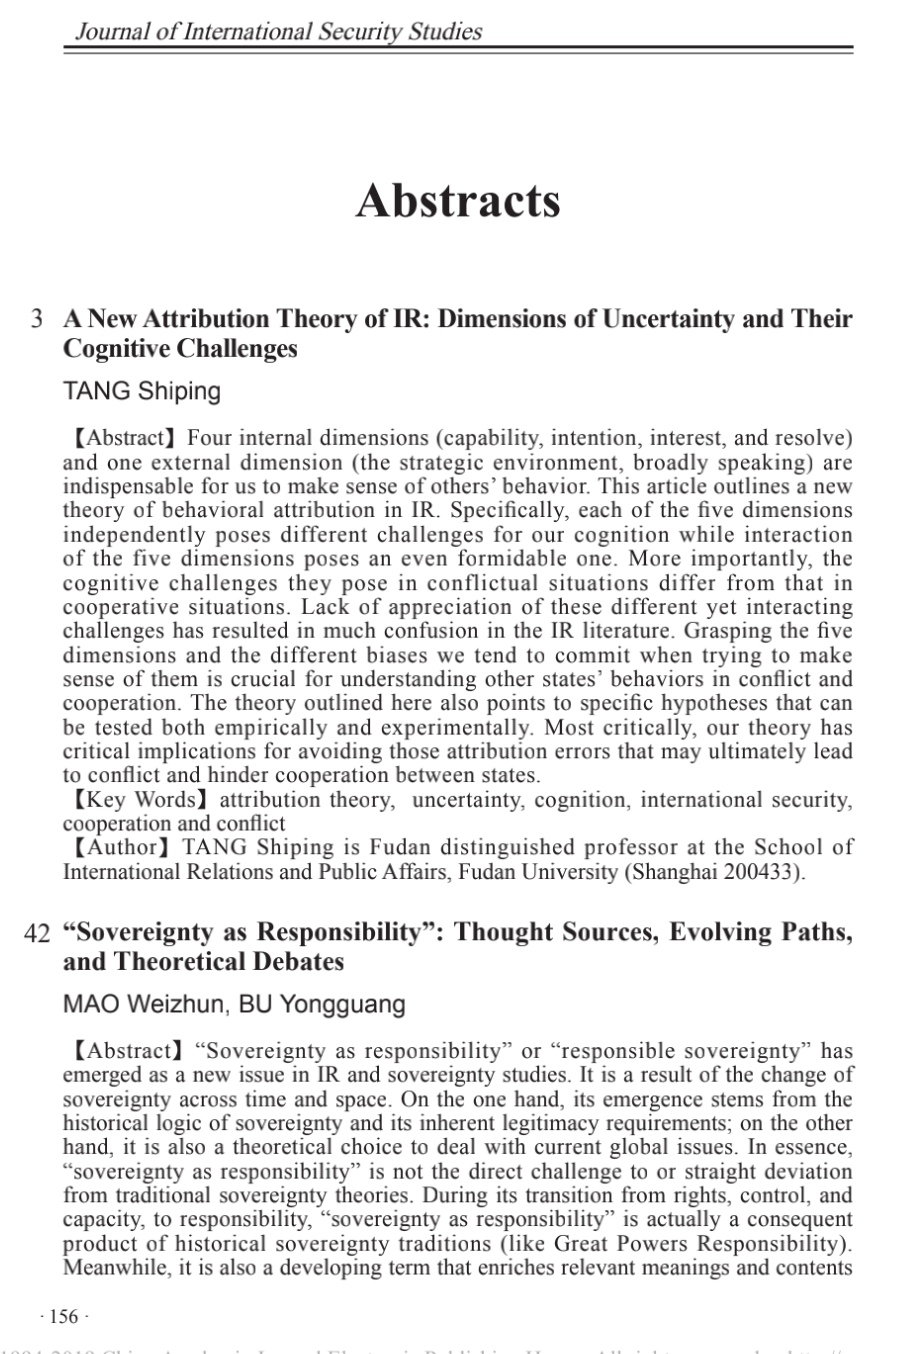 Journal of International Security Studies
Abstracts
3 A New Attribution Theory of IR: Dimensions of Uncertainty and Their
Cognitive Challenges
TANG Shiping
【Abstract】Four internal dimensions (capability, intention, interest, and resolve)
and one external dimension (the strategic environment, broadly speaking) are
indispensable for us to make sense of others’ behavior. This article outlines a new
theory of behavioral attribution in IR. Specifically, each of the five dimensions
independently poses different challenges for our cognition while interaction
of the five dimensions poses an even formidable one. More importantly, the
cognitive challenges they pose in conflictual situations differ from that in
cooperative situations. Lack of appreciation of these different yet interacting
challenges has resulted in much confusion in the IR literature. Grasping the five
dimensions and the different biases we tend to commit when trying to make
sense of them is crucial for understanding other states’ behaviors in conflict and
cooperation. The theory outlined here also points to specific hypotheses that can
be tested both empirically and experimentally. Most critically, our theory has
critical implications for avoiding those attribution errors that may ultimately lead
to conflict and hinder cooperation between states.
【Key Words】attribution theory, uncertainty, cognition, international security,
cooperation and conflict
【Author】TANG Shiping is Fudan distinguished professor at the School of
International Relations and Public Affairs, Fudan University (Shanghai 200433).
42 “Sovereignty as Responsibility”: Thought Sources, Evolving Paths,
and Theoretical Debates
MAO Weizhun, BU Yongguang
【Abstract】“Sovereignty as responsibility” or “responsible sovereignty” has
emerged as a new issue in IR and sovereignty studies. It is a result of the change of
sovereignty across time and space. On the one hand, its emergence stems from the
historical logic of sovereignty and its inherent legitimacy requirements; on the other
hand, it is also a theoretical choice to deal with current global issues. In essence,
“sovereignty as responsibility” is not the direct challenge to or straight deviation
from traditional sovereignty theories. During its transition from rights, control, and
capacity, to responsibility, “sovereignty as responsibility” is actually a consequent
product of historical sovereignty traditions (like Great Powers Responsibility).
Meanwhile, it is also a developing term that enriches relevant meanings and contents
· 156 ·